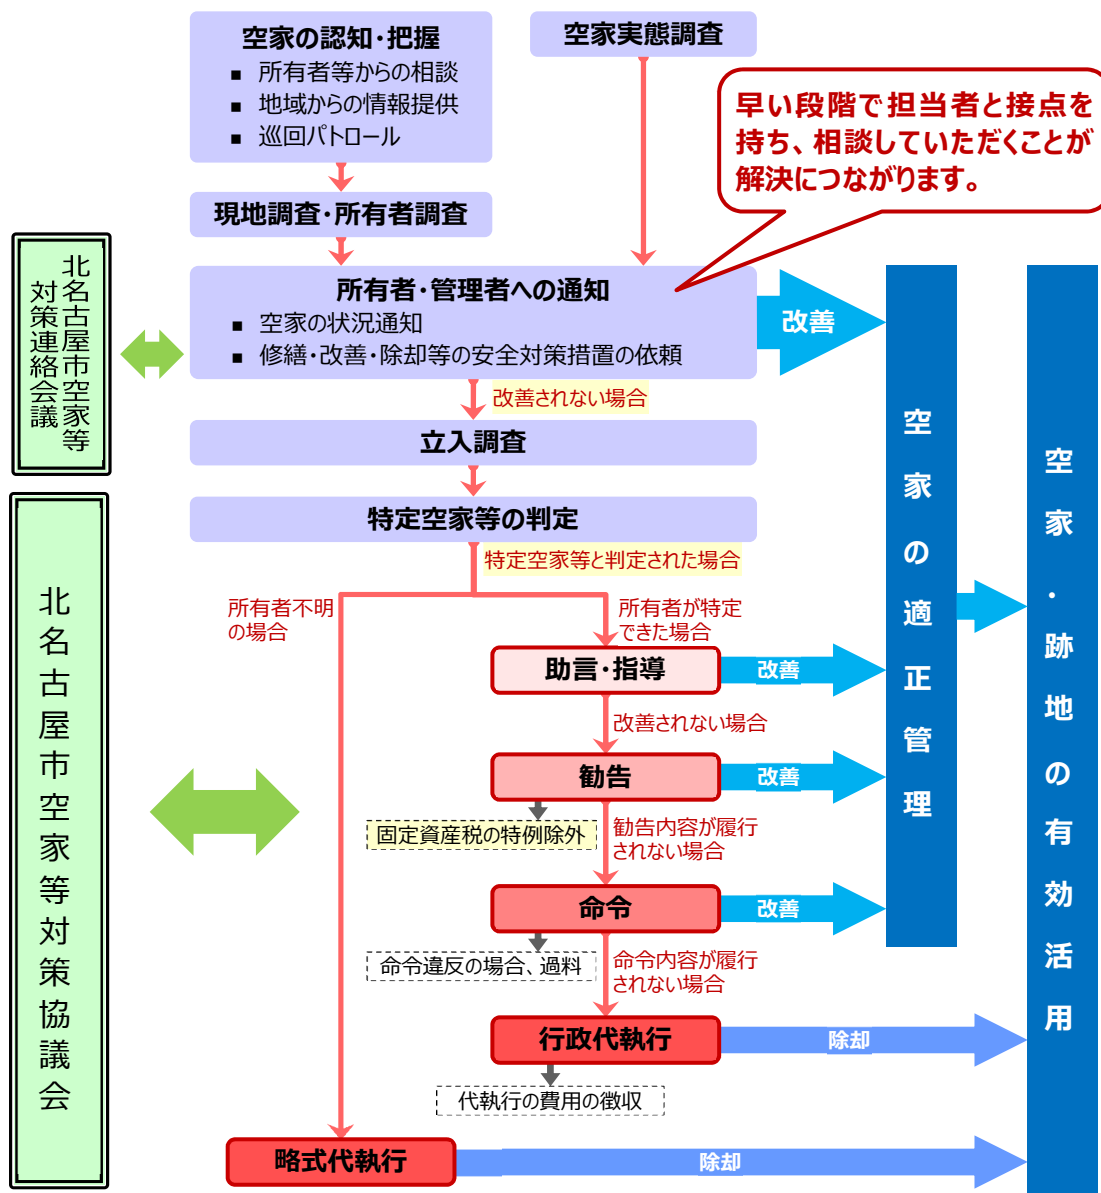 空家の認知・把握
■ 所有者等からの相談
■ 地域からの情報提供
■ 巡回パトロール
空家実態調査
早い段階で担当者と接点を
持ち、相談していただくことが
解決につながります。
現地調査・所有者調査
北名古屋市空家等
対策連絡会議
所有者・管理者への通知
■ 空家の状況通知
■ 修繕・改善・除却等の安全対策措置の依頼
改善
改善されない場合
立入調査
特定空家等の判定
特定空家等と判定された場合
所有者不明
の場合
所有者が特定
できた場合
助言・指導
改善
改善されない場合
勧告
改善
固定資産税の特例除外
勧告内容が履行
されない場合
命令
改善
命令違反の場合、過料
命令内容が履行
されない場合
行政代執行
除却
代執行の費用の徴収
略式代執行
除却
北名古屋市空家等対策協議会
空家の適正管理
空家・跡地の有効活用